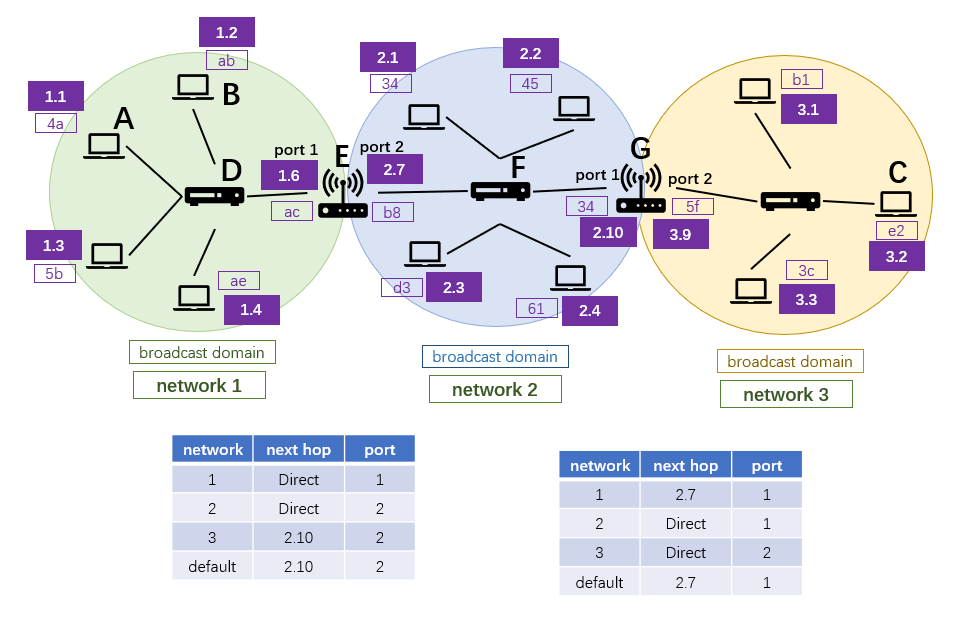 1.2
ab
B
1.1
4a
A
D
port 1
1.6
ac
1.3
5b
ae
1.4
broadcast domain
network 1
E
port 2
2.7
b8
2.1
34
2.2
45
F
d3
2.3
61
2.4
broadcast domain
network 2
G
port 1
34
2.10
port 2
5f
3.9
b1
3.1
C
e2
3.2
3c
3.3
broadcast domain
network 3
network next hop port
1 Direct 1
2 Direct 2
3 2.10 2
default 2.10 2
network next hop port
1 2.7 1
2 Direct 1
3 Direct 2
default 2.7 1